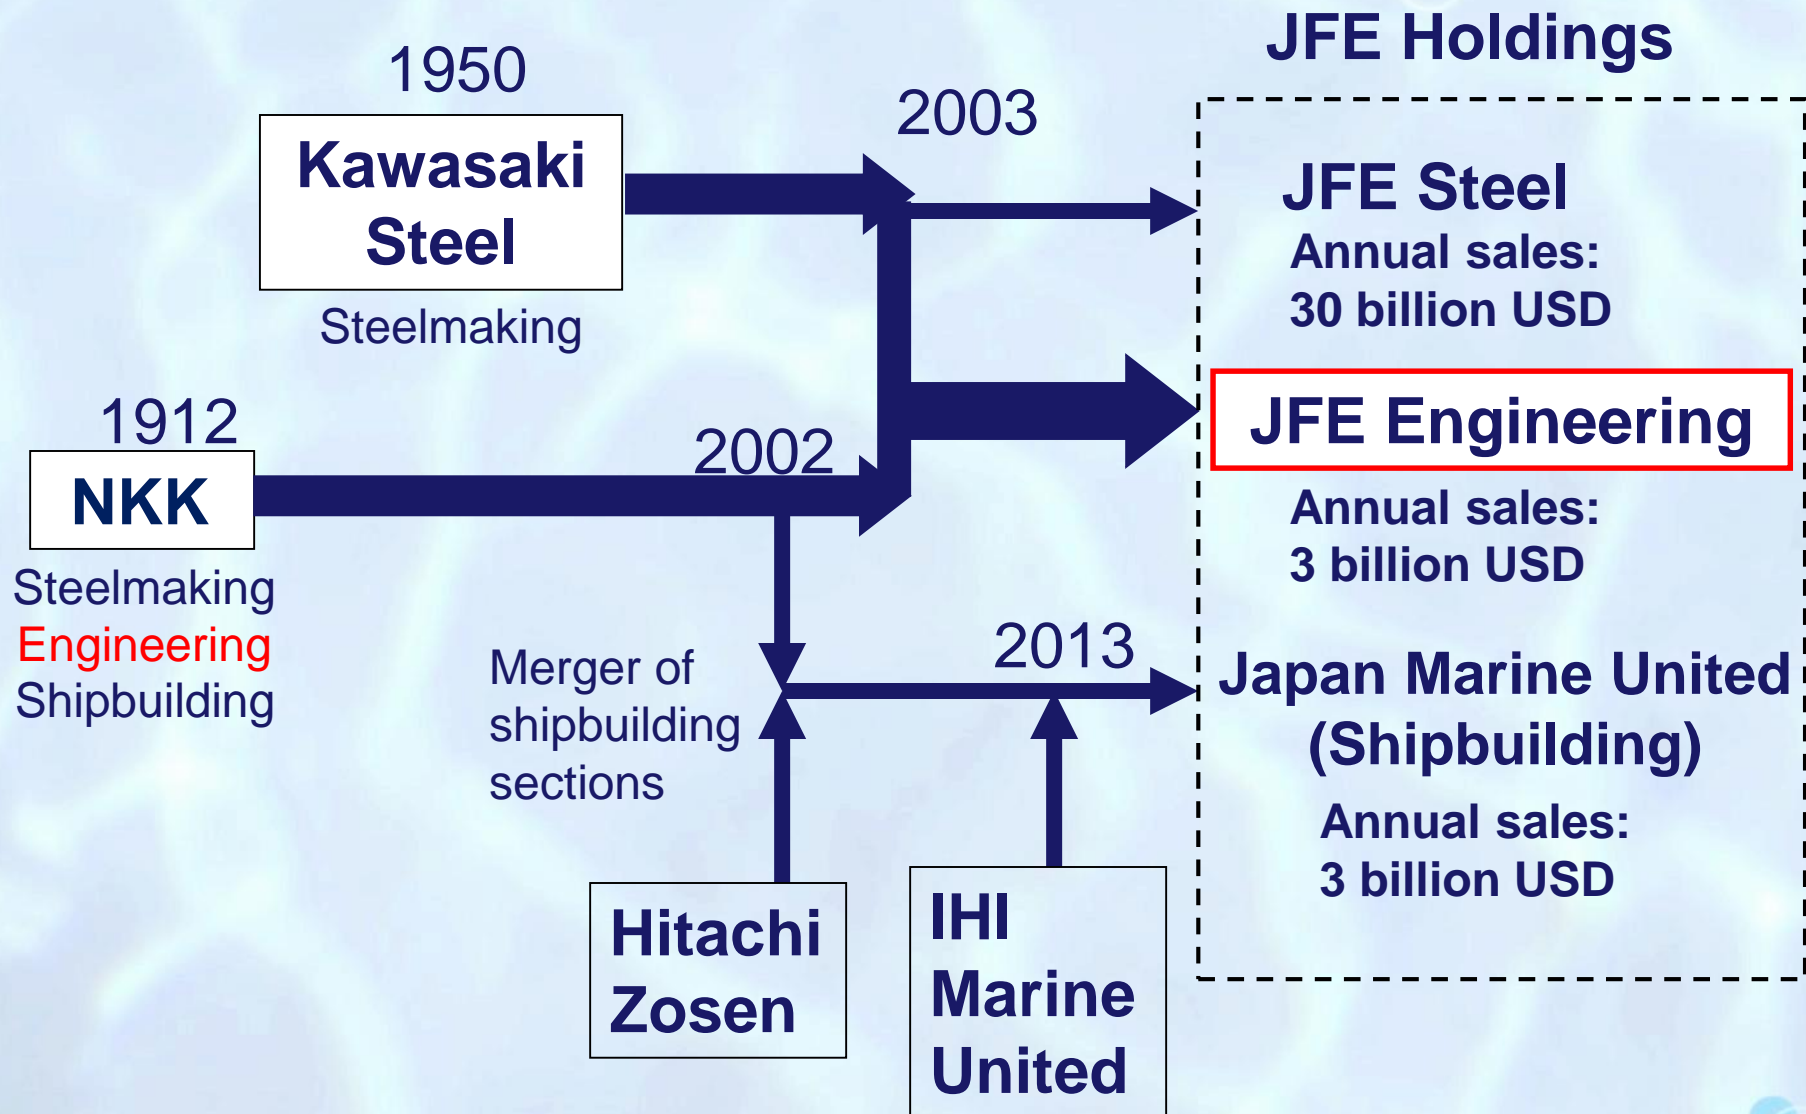 JFE Holdings
1950
Kawasaki
Steel
Steelmaking
2003
JFE Steel
Annual sales:
30 billion USD
1912
NKK
Steelmaking
Engineering
Shipbuilding
2002
JFE Engineering
Annual sales:
3 billion USD
Merger of
shipbuilding
sections
2013
Japan Marine United
(Shipbuilding)
Annual sales:
3 billion USD
Hitachi
Zosen
IHI
Marine
United